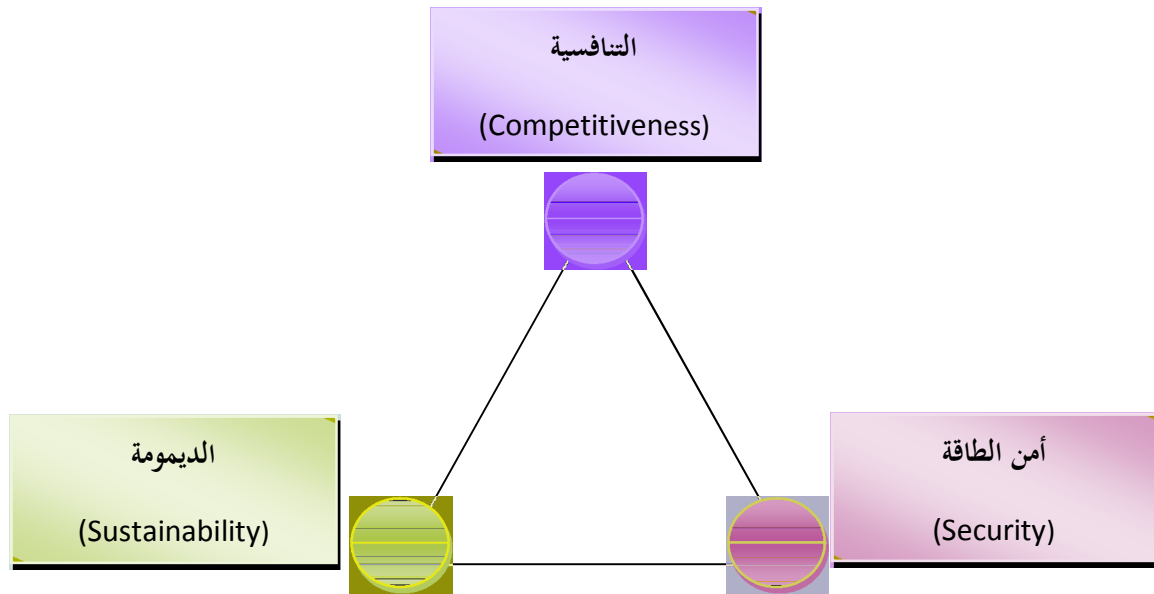 التنافسية
(Competitiveness)
الديمومة
(Sustainability)
أمن الطاقة
(Security)